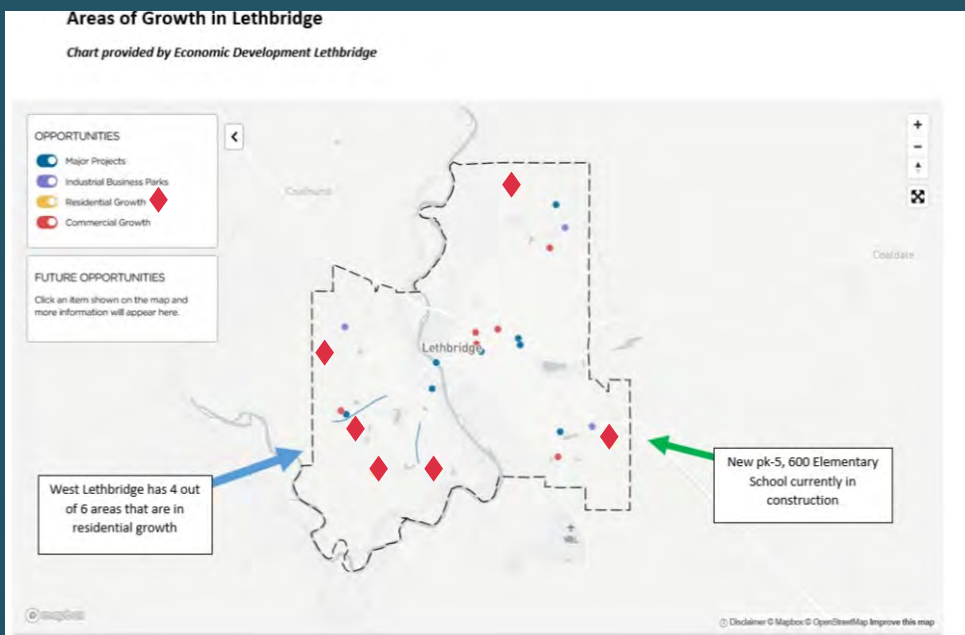 Areas of Growth in Lethbridge
Chart provided by Economic Development Lethbridge
OPPORTUNITIES
Major Projects
Industrial Business Parks
Residential Growth
Commercial Growth
FUTURE OPPORTUNITIES
Click an item shown on the map and
more information will appear here.
Coalhurst
Coaldale
Lethbridge
West Lethbridge has 4 out
of 6 areas that are in
residential growth
New pk-5, 600 Elementary
School currently in
construction
mapbox
Disclaimer © Mapbox © OpenStreetMap Improve this map